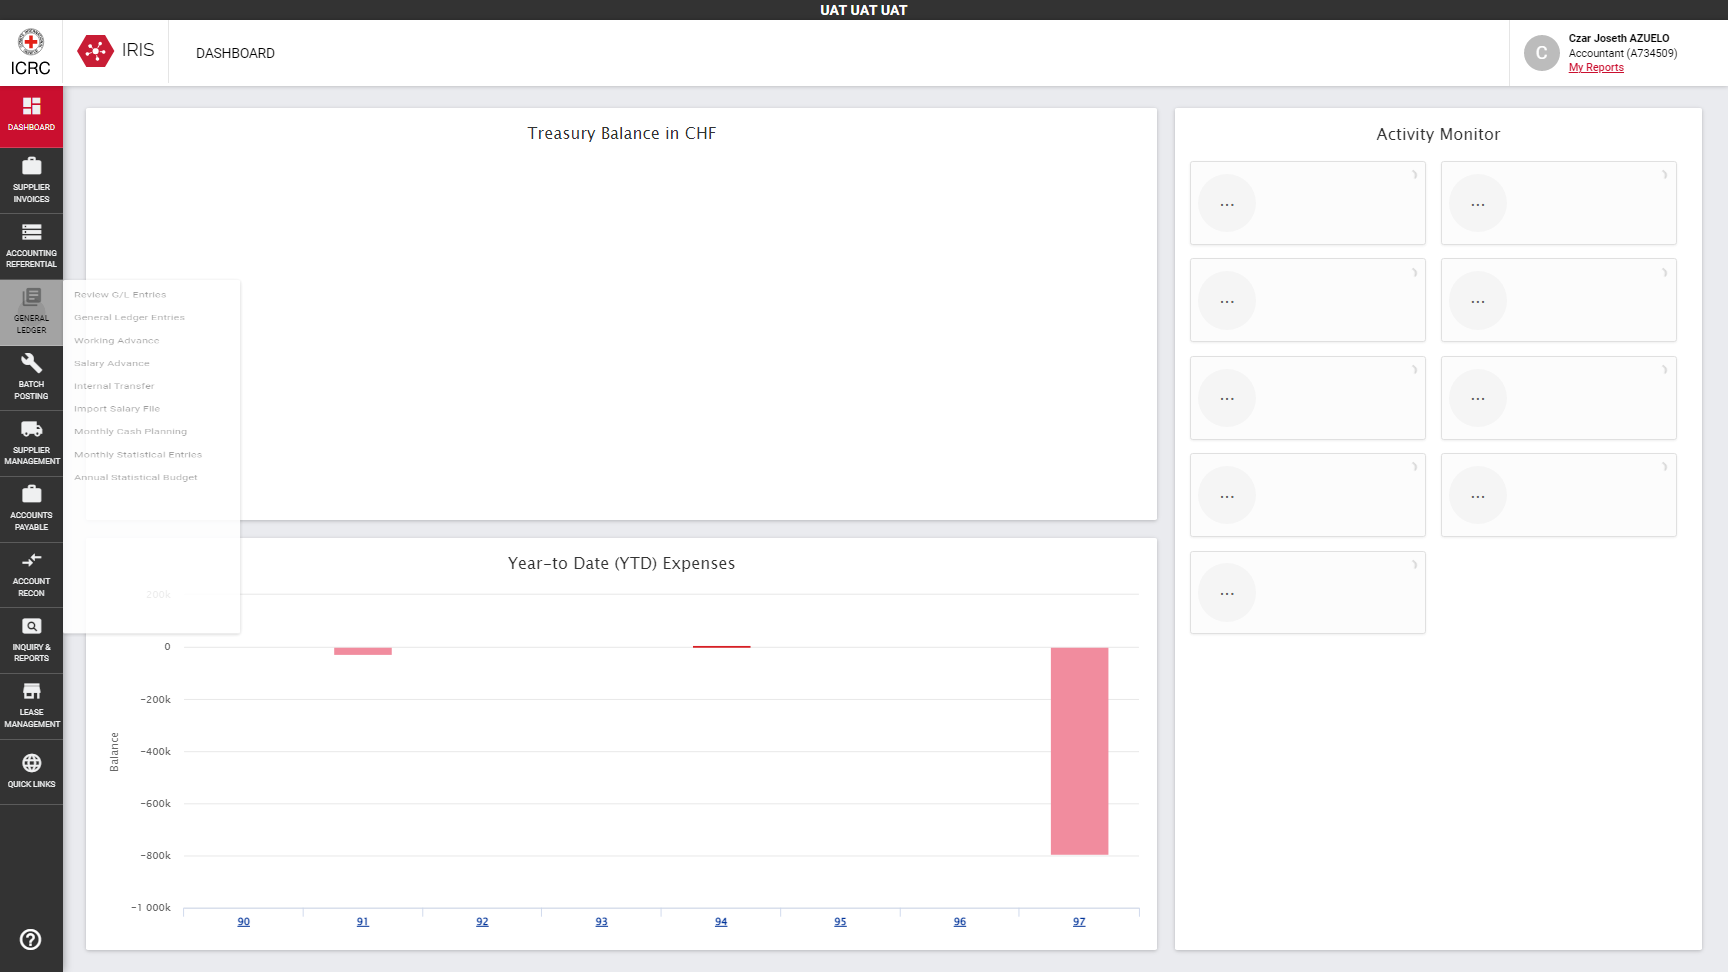 UAT UAT UAT
ICRC
IRIS
DASHBOARD
C
Czar Joseth AZUELO
Accountant (A734509)
My Reports
DASHBOARD
SUPPLIER
INVOICES
ACCOUNTING
REFERENTIAL
GENERAL
LEDGER
BATCH
POSTING
SUPPLIER
MANAGEMENT
ACCOUNTS
PAYABLE
ACCOUNT
RECON
INQUIRY &
REPORTS
LEASE
MANAGEMENT
QUICK LINKS
Review G/L Entries
General Ledger Entries
Working Advance
Salary Advance
Internal Transfer
Import Salary File
Monthly Cash Planning
Monthly Statistical Entries
Annual Statistical Budget
Treasury Balance in CHF
Year-to Date (YTD) Expenses
Balance
200k
0
-200k
-400k
-600k
-800k
-1 000k
90 91 92 93 94 95 96 97
Activity Monitor
... ...
... ...
... ...
... ...
...